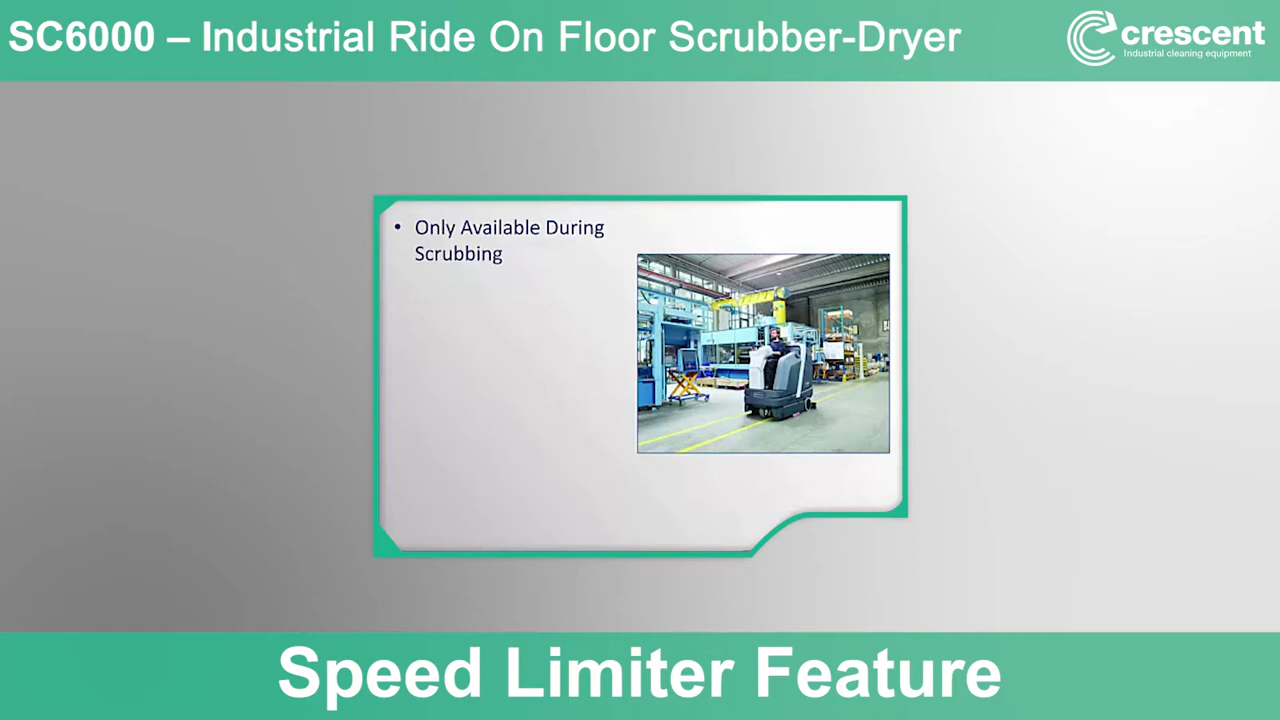 SC6000 – Industrial Ride On Floor Scrubber-Dryer
crescent
Industrial cleaning equipment
• Only Available During
Scrubbing
Speed Limiter Feature